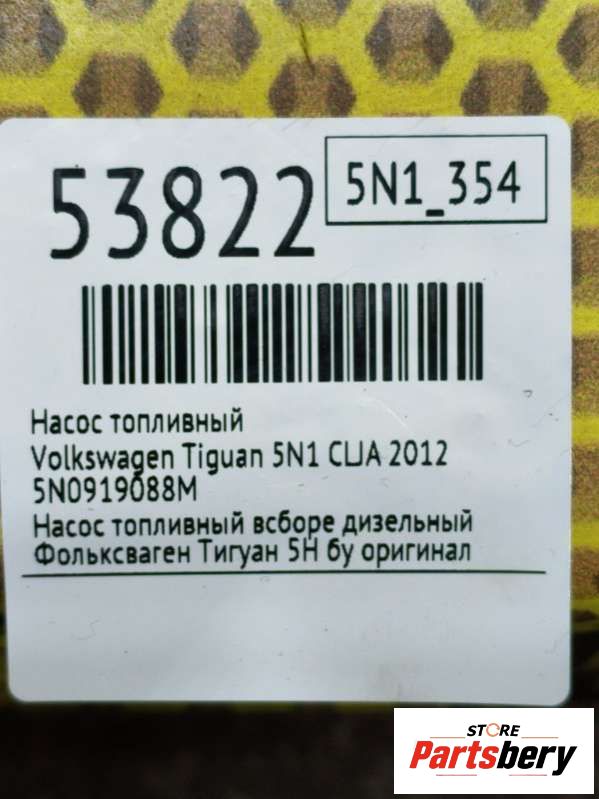 53822
5N1_354
Насос топливный
Volkswagen Tiguan 5N1 CLJA 2012
5N0919088M
Насос топливный всборе дизельный
Фольксваген Тигуан 5Н бу оригинал
STORE
Partsbery